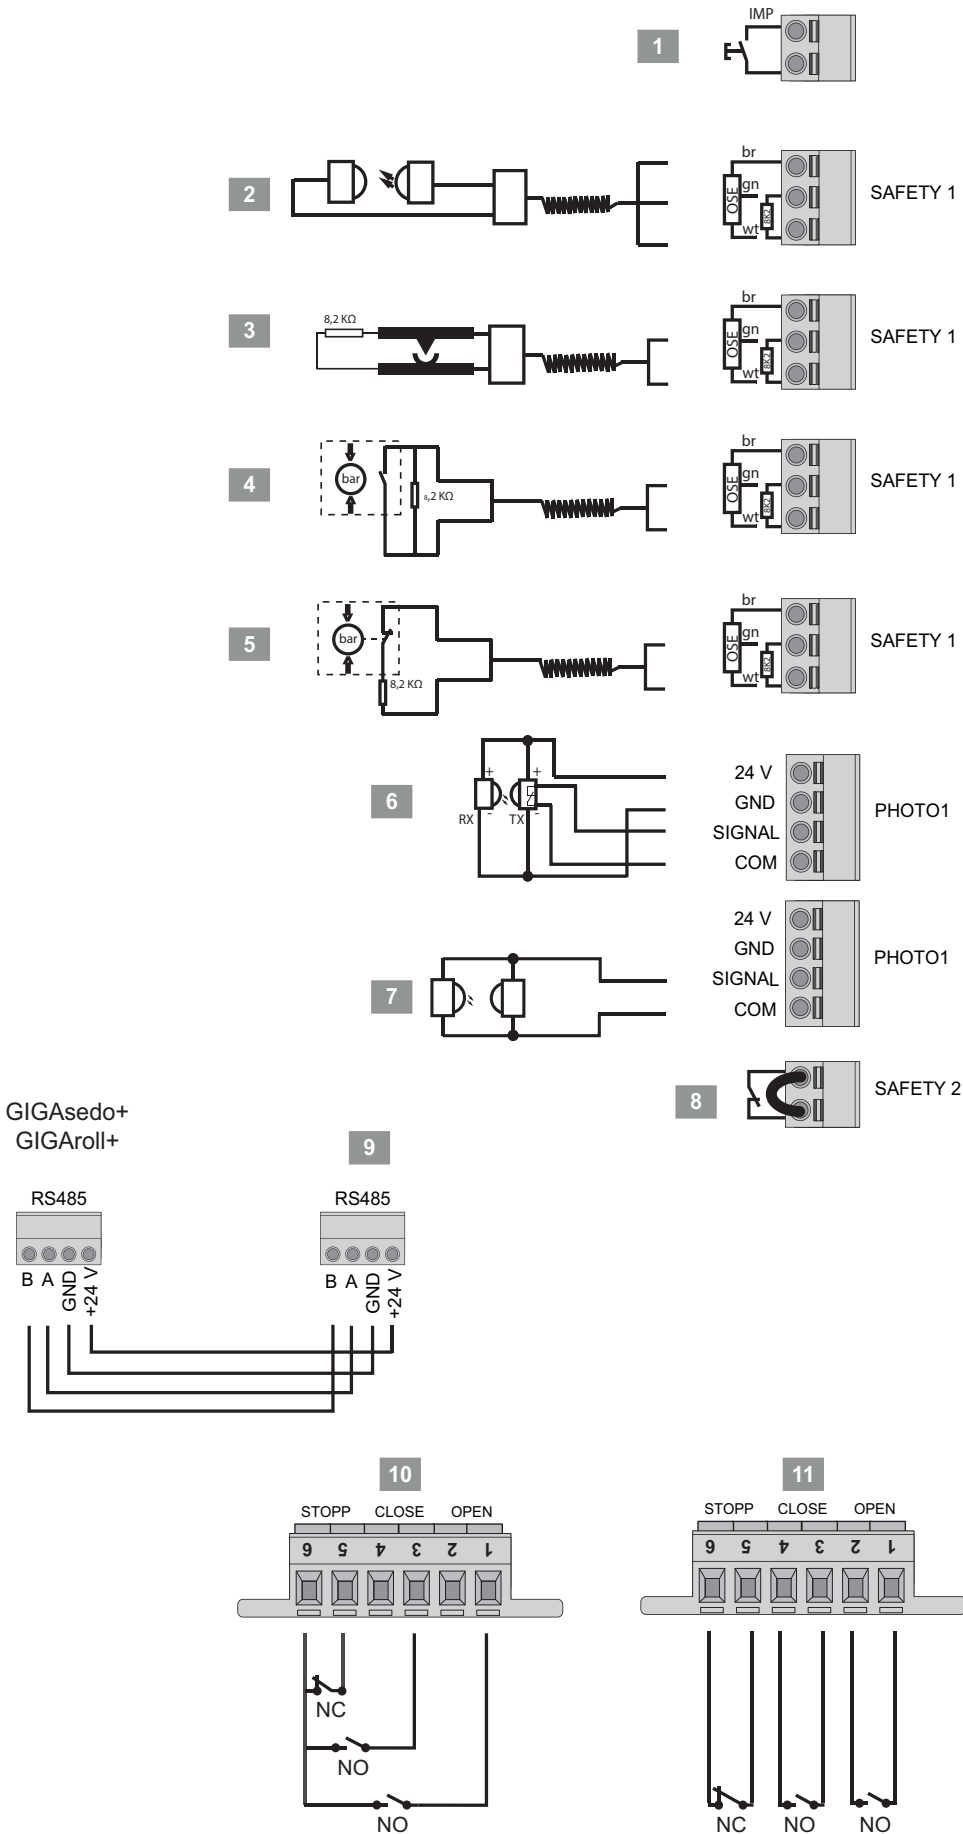 IMP
1
2
br
gn
wt
OSE
8K2
SAFETY 1
3
8,2 KΩ
br
gn
wt
OSE
8K2
SAFETY 1
4
bar
8,2 KΩ
br
gn
wt
OSE
8K2
SAFETY 1
5
bar
8,2 KΩ
br
gn
wt
OSE
8K2
SAFETY 1
6
+ +
RX - TX -
24 V
GND
SIGNAL
COM
PHOTO1
7
24 V
GND
SIGNAL
COM
PHOTO1
8
SAFETY 2
GIGAsedo+
GIGAroll+
9
RS485 RS485
B A GND +24 V
B A GND +24 V
10
STOPP CLOSE OPEN
6 5 4 3 2 1
NC
NO
NO
11
STOPP CLOSE OPEN
6 5 4 3 2 1
NC NO NO